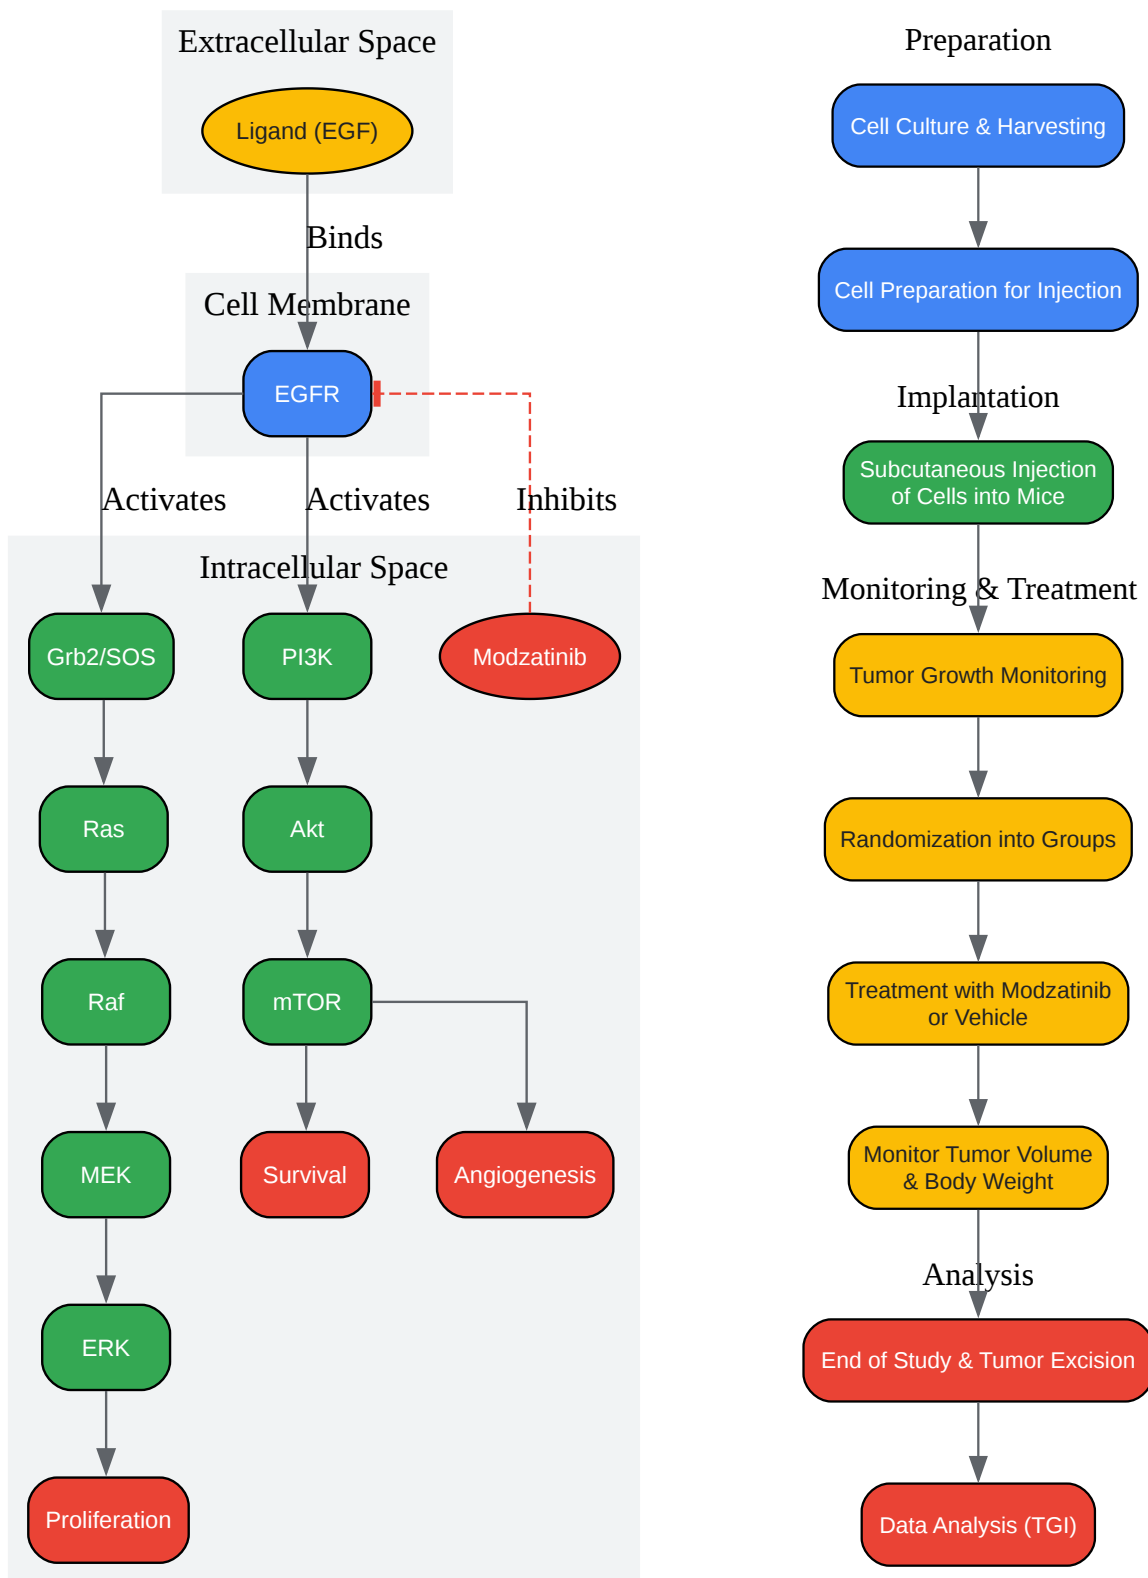 Extracellular Space
Ligand (EGF)
Binds
Cell Membrane
EGFR
Activates
Activates
Inhibits
Intracellular Space
Grb2/SOS
PI3K
Modzatinib
Ras
Akt
Raf
mTOR
MEK
Survival
Angiogenesis
ERK
Proliferation
Preparation
Cell Culture & Harvesting
Cell Preparation for Injection
Implantation
Subcutaneous Injection
of Cells into Mice
Monitoring & Treatment
Tumor Growth Monitoring
Randomization into Groups
Treatment with Modzatinib
or Vehicle
Monitor Tumor Volume
& Body Weight
Analysis
End of Study & Tumor Excision
Data Analysis (TGI)